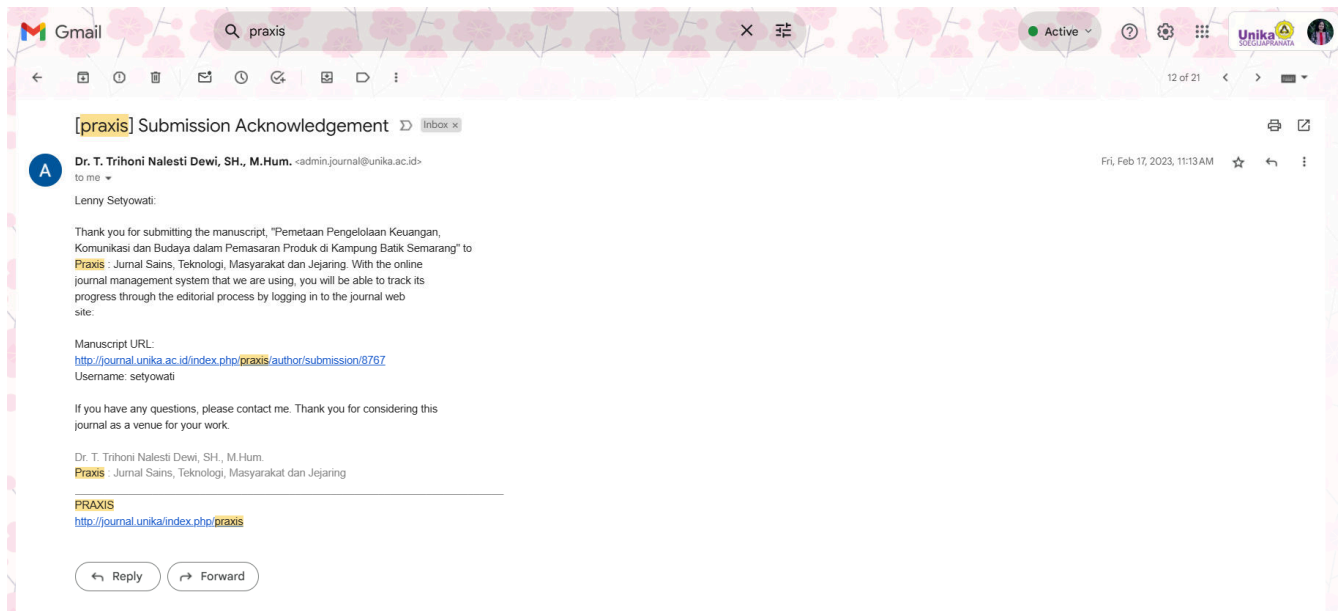 Gmail
praxis
Active
Unika
SOEGIJAPRANATA
12 of 21
[praxis] Submission Acknowledgement Inbox ×
A
Dr. T. Trihoni Nalesti Dewi, SH., M.Hum. <admin.journal@unika.ac.id>
Fri, Feb 17, 2023, 11:13 AM
to me
Lenny Setyowati:
Thank you for submitting the manuscript, "Pemetaan Pengelolaan Keuangan,
Komunikasi dan Budaya dalam Pemasaran Produk di Kampung Batik Semarang" to
Praxis : Jurnal Sains, Teknologi, Masyarakat dan Jejaring. With the online
journal management system that we are using, you will be able to track its
progress through the editorial process by logging in to the journal web
site:
Manuscript URL:
http://journal.unika.ac.id/index.php/praxis/author/submission/8767
Username: setyowati
If you have any questions, please contact me. Thank you for considering this
journal as a venue for your work.
Dr. T. Trihoni Nalesti Dewi, SH., M.Hum.
Praxis : Jurnal Sains, Teknologi, Masyarakat dan Jejaring
PRAXIS
http://journal.unika/index.php/praxis
Reply
Forward